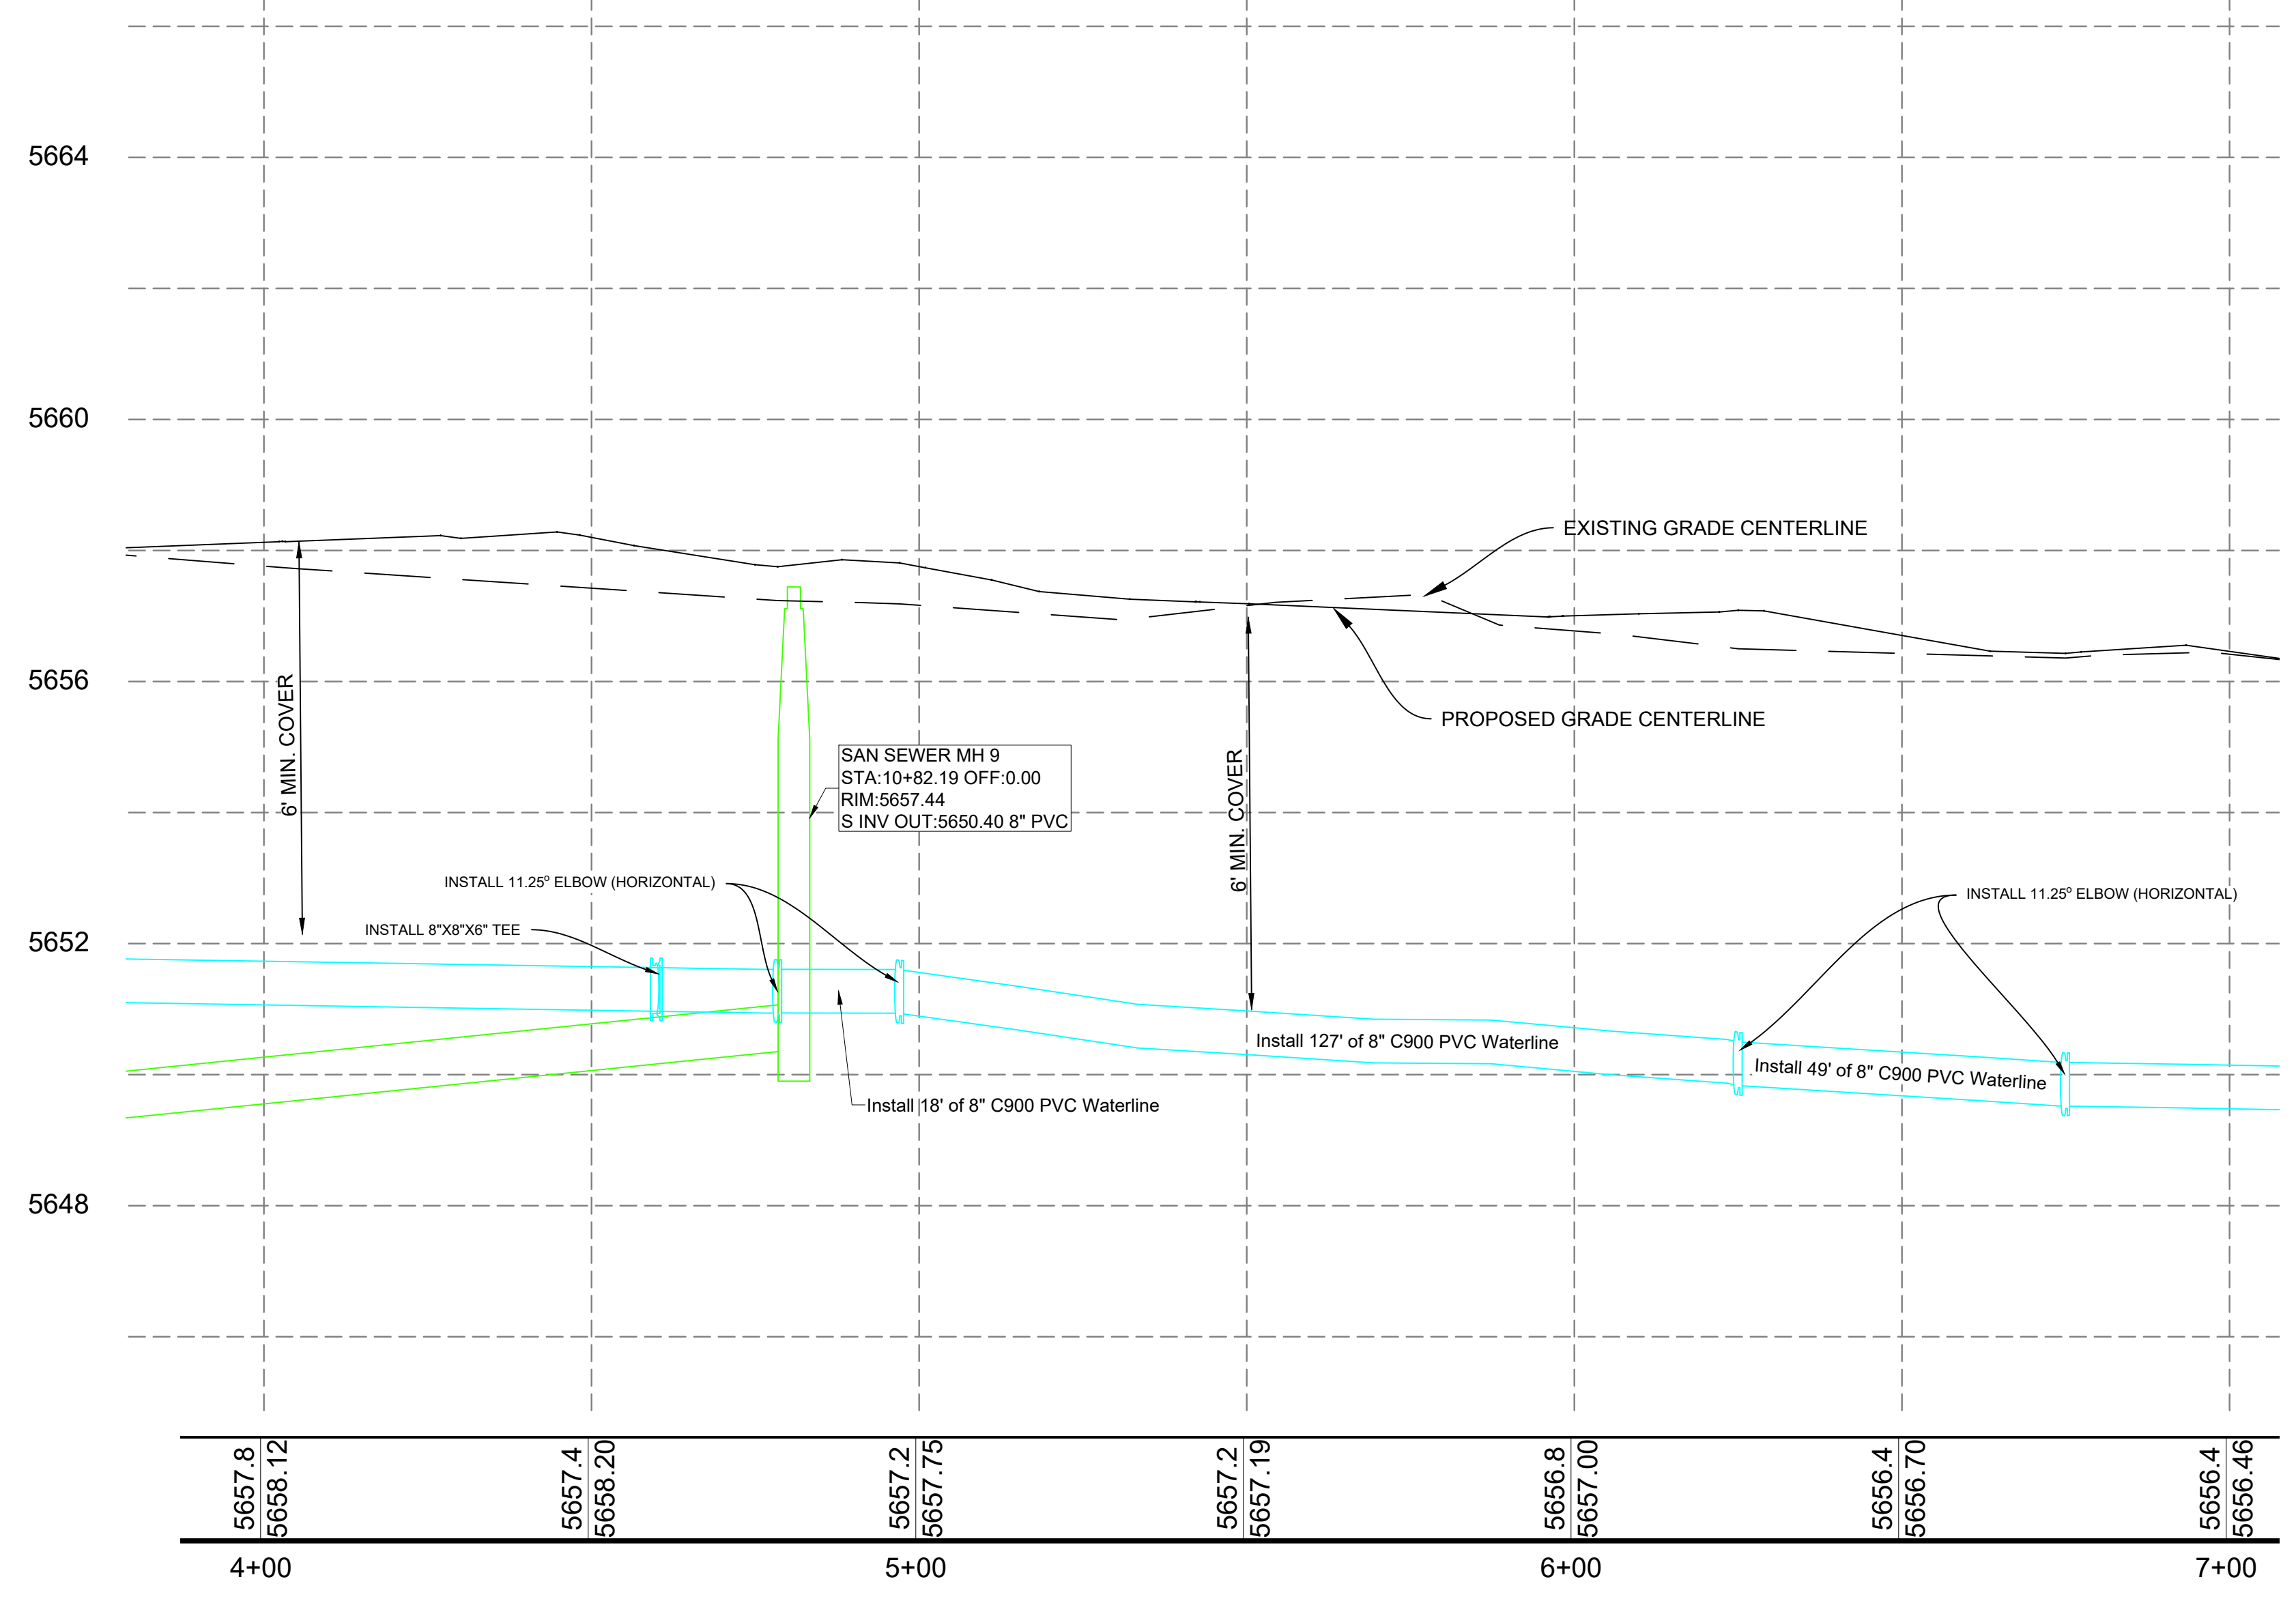 5664
5660
EXISTING GRADE CENTERLINE
5656
PROPOSED GRADE CENTERLINE
6' MIN. COVER
SAN SEWER MH 9
STA:10+82.19 OFF:0.00
RIM:5657.44
S INV OUT:5650.40 8" PVC
6' MIN. COVER
INSTALL 11.25° ELBOW (HORIZONTAL)
INSTALL 11.25° ELBOW (HORIZONTAL)
INSTALL 8"X8"X6" TEE
5652
Install 127' of 8" C900 PVC Waterline
Install 49' of 8" C900 PVC Waterline
Install 18' of 8" C900 PVC Waterline
5648
5657.8
5658.12
5657.4
5658.20
5657.2
5657.75
5657.2
5657.19
5656.8
5657.00
5656.4
5656.70
5656.4
5656.46
4+00
5+00
6+00
7+00